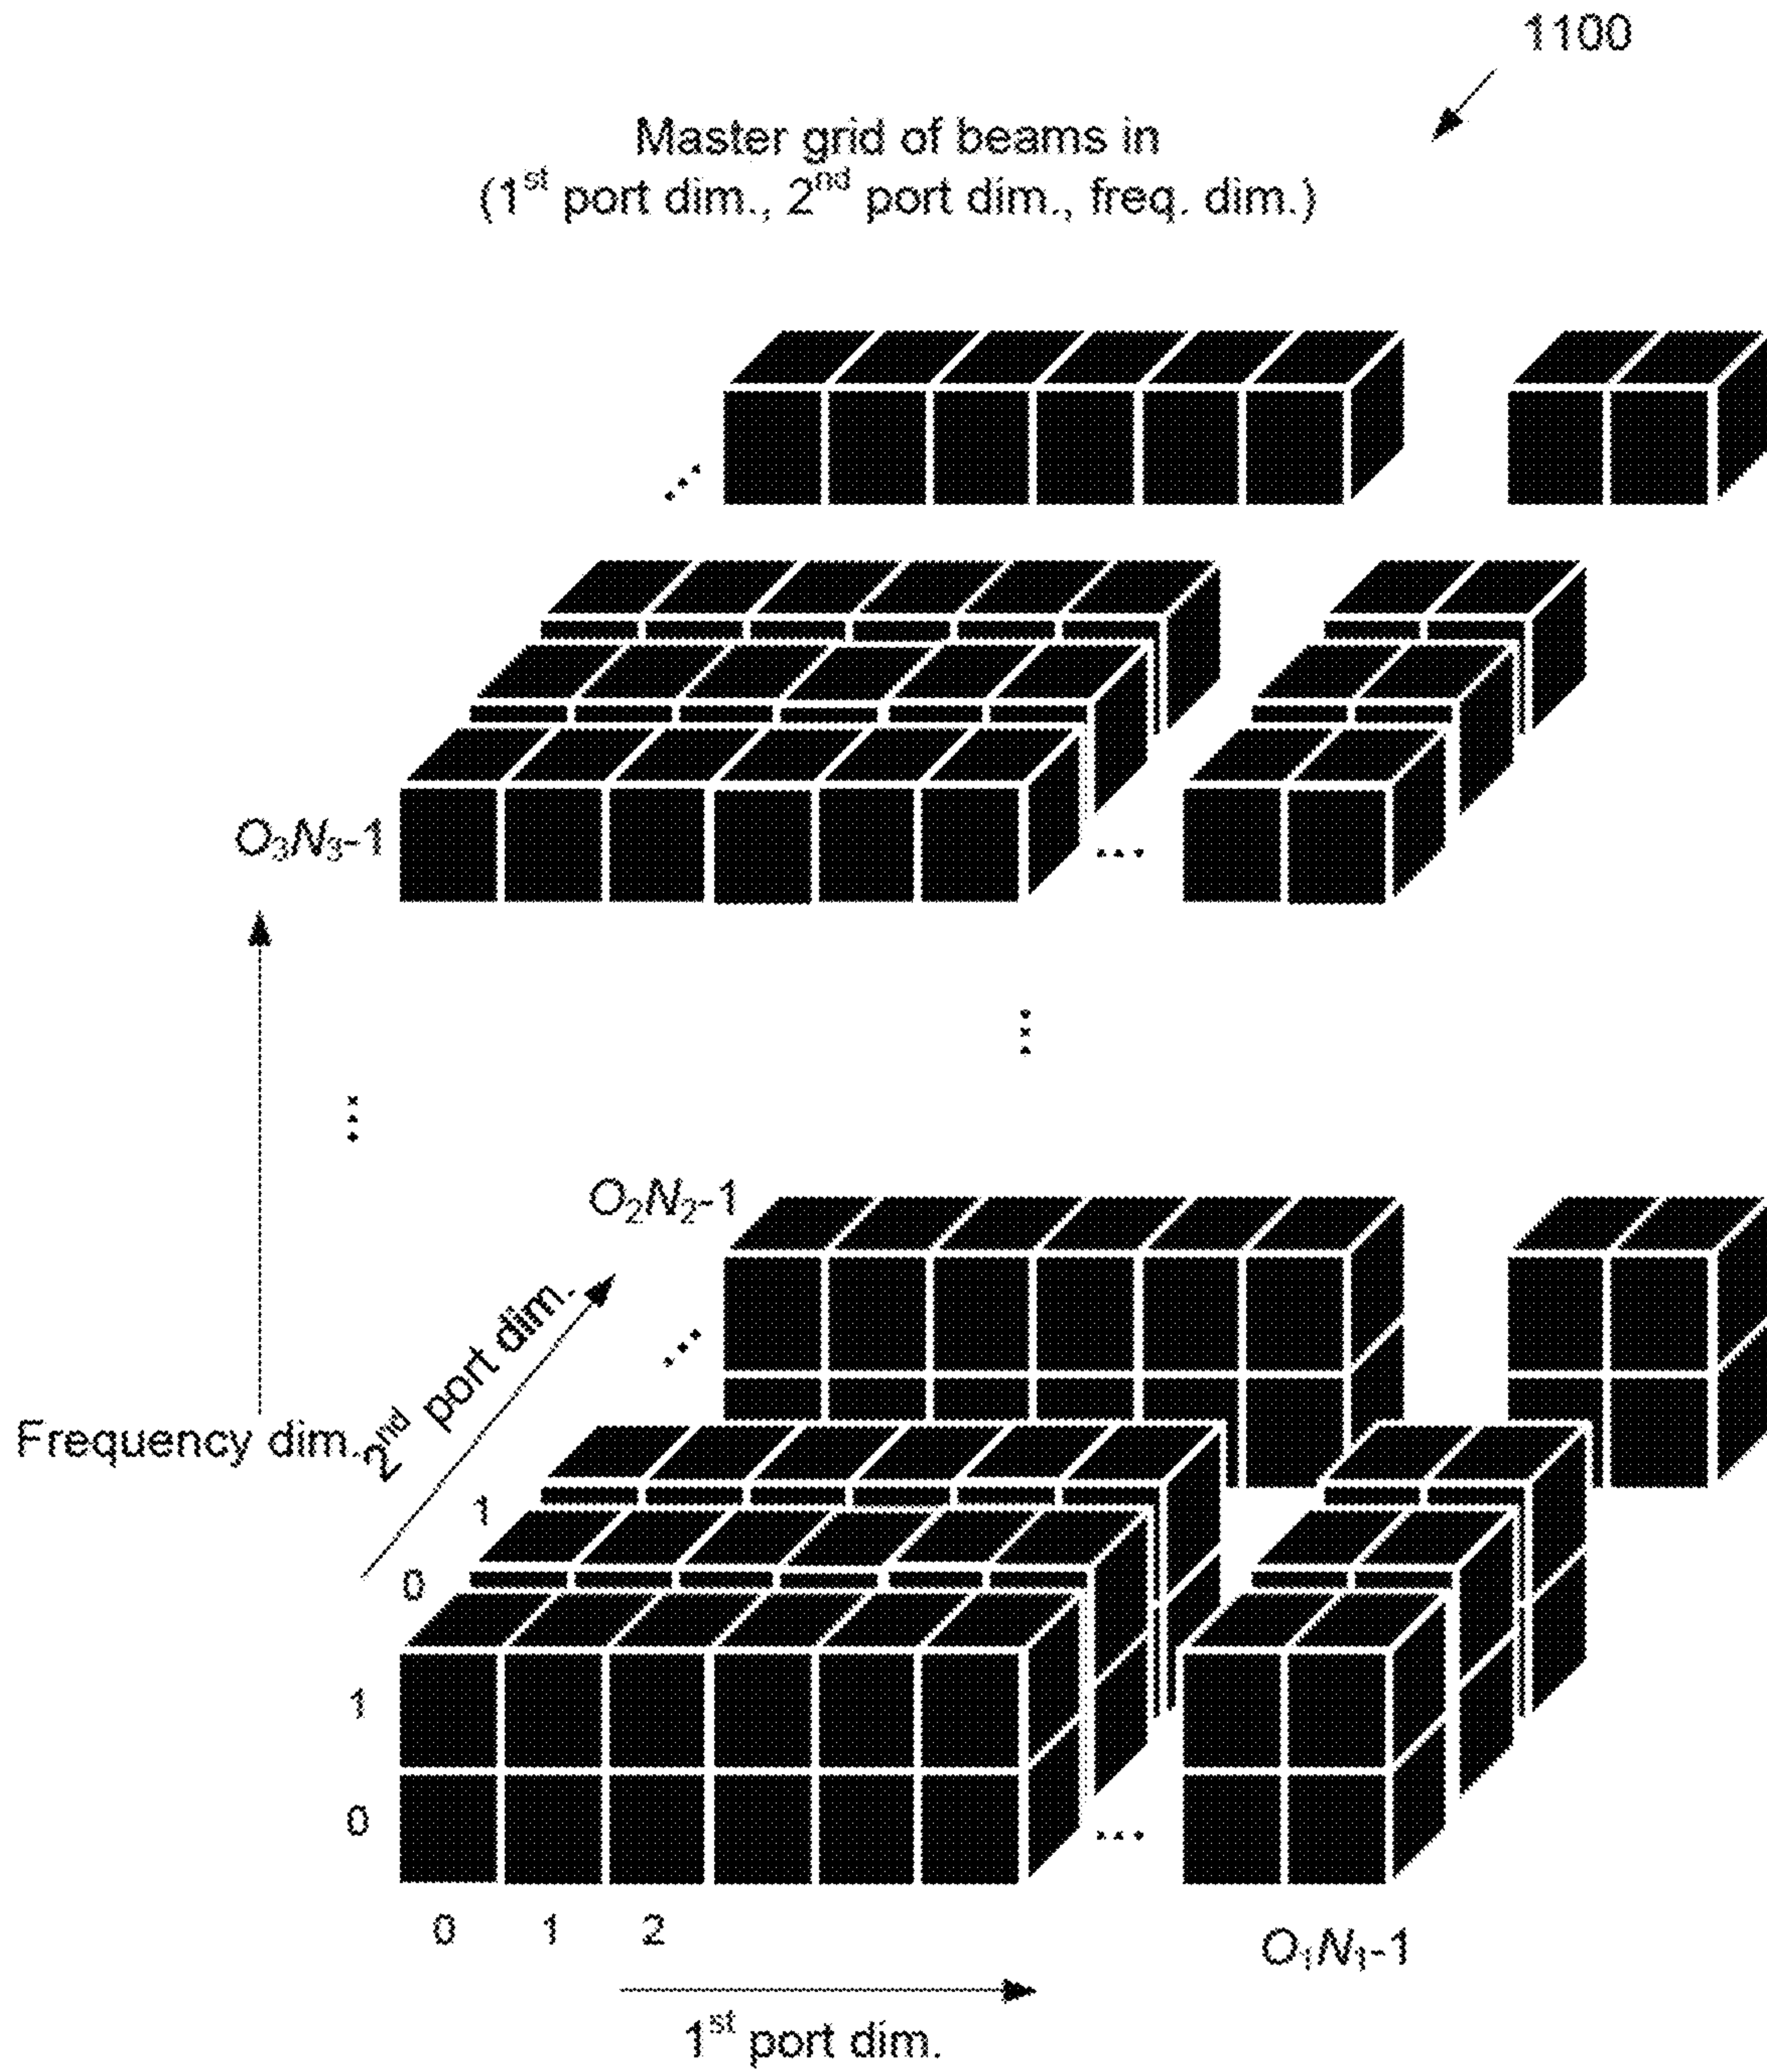 1100
Master grid of beams in
(1st port dim., 2nd port dim., freq. dim.)
...
O3N3-1
...
...
...
O2N2-1
...
2nd port dim.
Frequency dim.
1
0
1
0
...
0 1 2
O1N1-1
1st port dim.